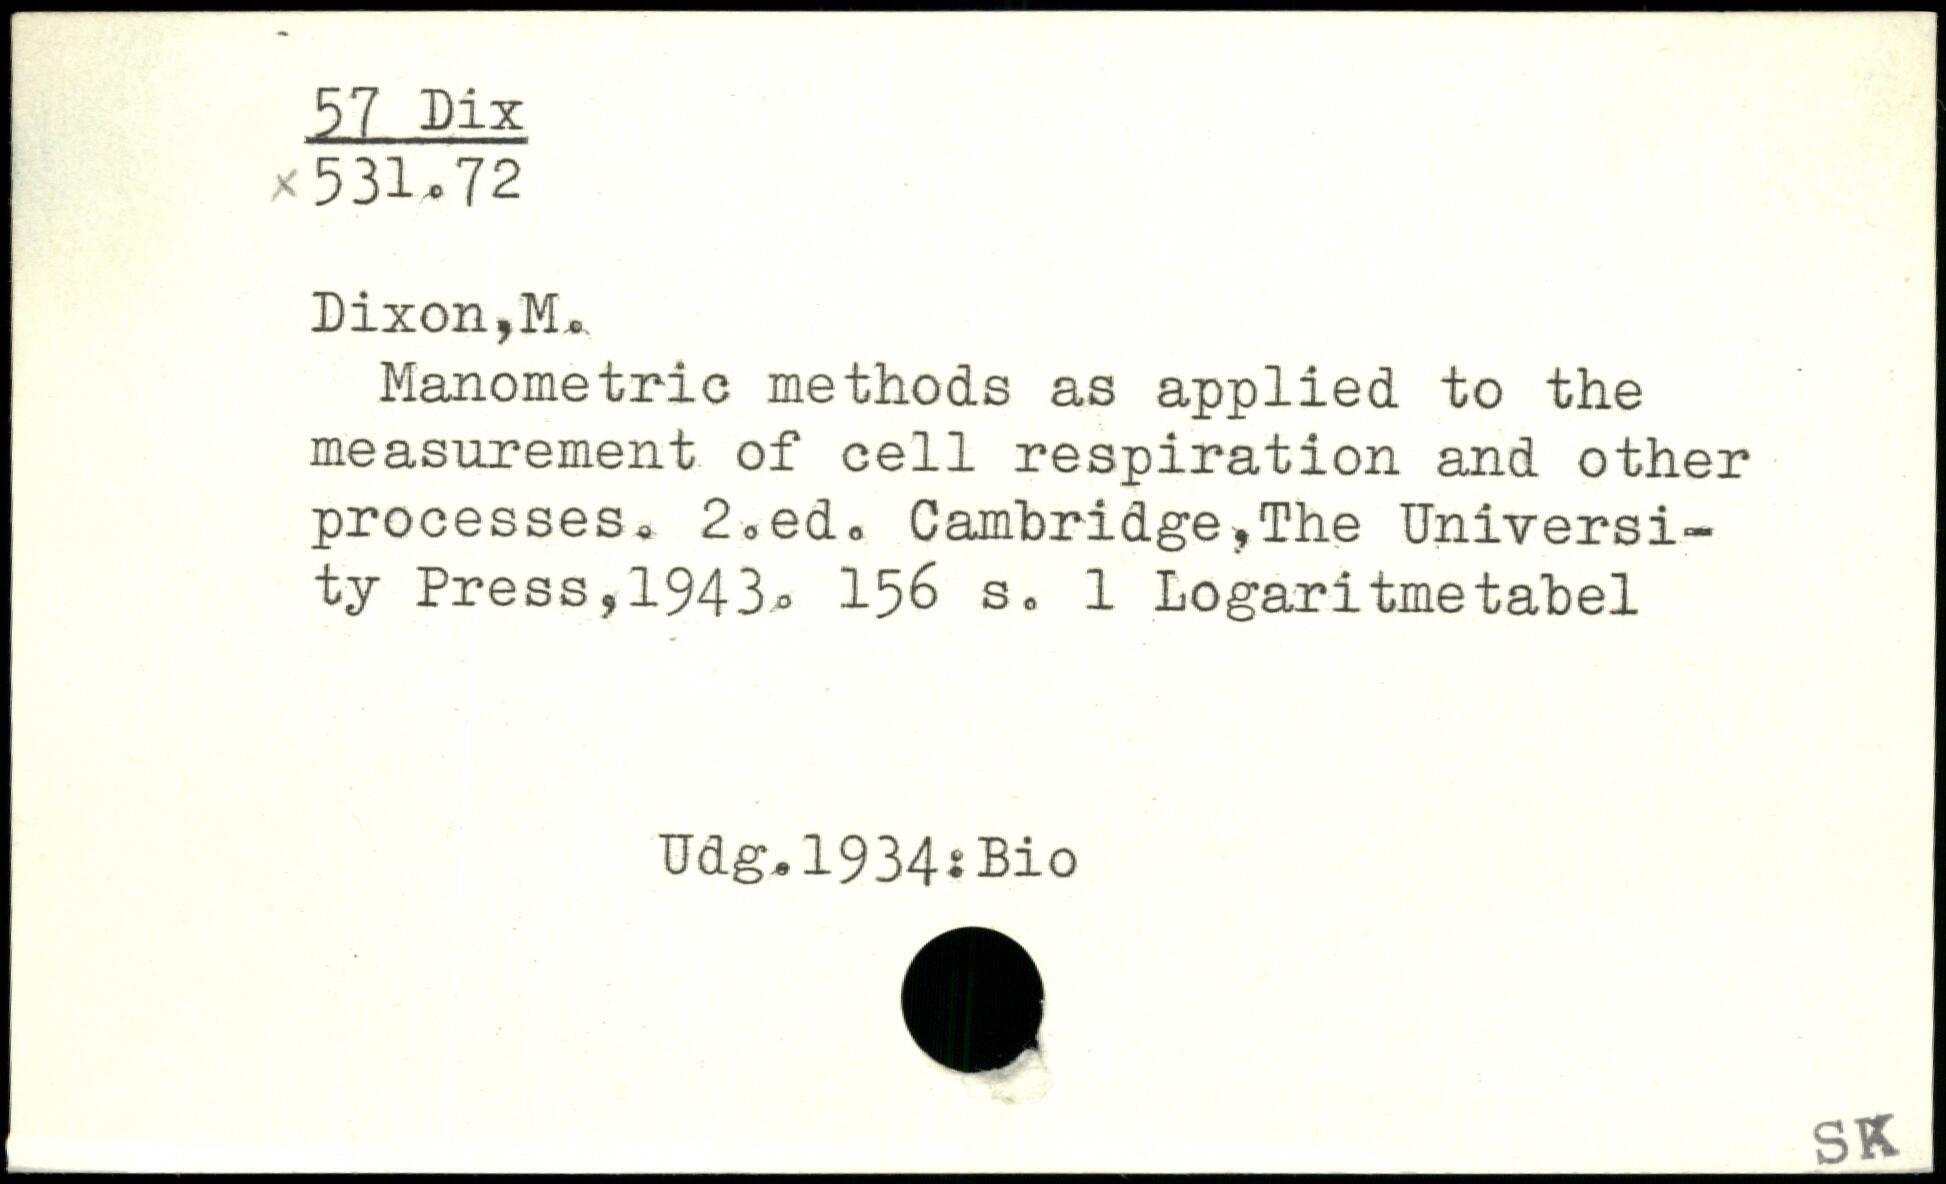 57 Dix
x 531.72
Dixon,M.
Manometric methods as applied to the
measurement of cell respiration and other
processes. 2.ed. Cambridge,The Universi-
ty Press,1943. 156 s. 1 Logaritmetabel
Udg.1934:Bio
SK